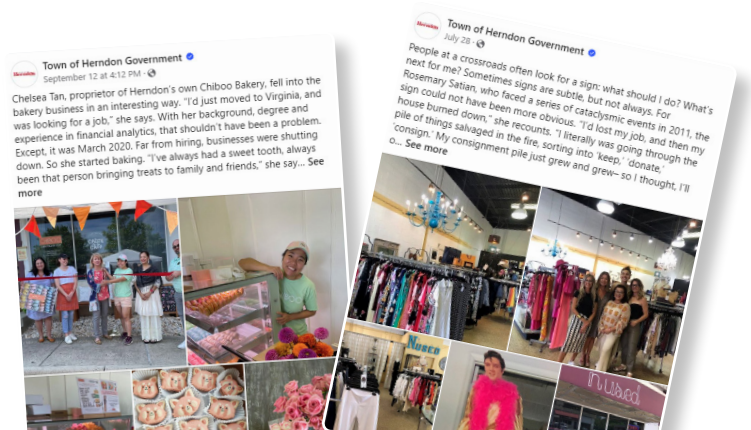 Town of Herndon Government
September 12 at 4:12 PM ·
Chelsea Tan, proprietor of Herndon's own Chiboo Bakery, fell into the
bakery business in an interesting way. "I'd just moved to Virginia, and
was looking for a job," she says. With her background, degree and
experience in financial analytics, that shouldn't have been a problem.
Except, it was March 2020. Far from hiring, businesses were shutting
down. So she started baking. "I've always had a sweet tooth, always
been that person bringing treats to family and friends," she say... See
more
Town of Herndon Government
July 28 ·
People at a crossroads often look for a sign: what should I do? What's
next for me? Sometimes signs are subtle, but not always. For
Rosemary Satian, who faced a series of cataclysmic events in 2011, the
sign could not have been more obvious. "I'd lost my job, and then my
house burned down," she recounts. "I literally was going through the
pile of things salvaged in the fire, sorting into 'keep,' 'donate,'
'consign.' My consignment pile just grew and grew– so I thought, I'll
o... See more